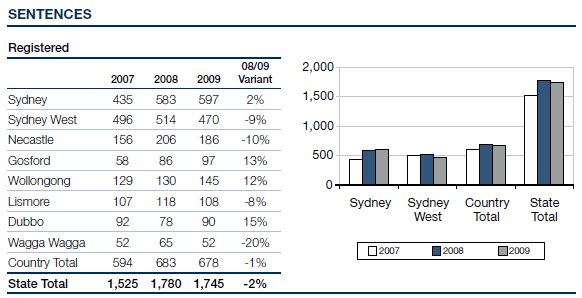 SENTENCES
Registered
2007 2008 2009 08/09 Variant
Sydney 435 583 597 2%
Sydney West 496 514 470 -9%
Necastle 156 206 186 -10%
Gosford 58 86 97 13%
Wollongong 129 130 145 12%
Lismore 107 118 108 -8%
Dubbo 92 78 90 15%
Wagga Wagga 52 65 52 -20%
Country Total 594 683 678 -1%
State Total 1,525 1,780 1,745 -2%
2,000
1,500
1,000
500
0
Sydney Sydney West Country Total State Total
2007 2008 2009